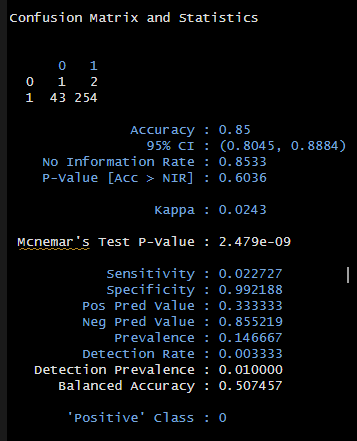 Confusion Matrix and Statistics
0 1
0 1 2
1 43 254
Accuracy : 0.85
95% CI : (0.8045, 0.8884)
No Information Rate : 0.8533
P-Value [Acc > NIR] : 0.6036
Kappa : 0.0243
Mcnemar's Test P-Value : 2.479e-09
Sensitivity : 0.022727
Specificity : 0.992188
Pos Pred Value : 0.333333
Neg Pred Value : 0.855219
Prevalence : 0.146667
Detection Rate : 0.003333
Detection Prevalence : 0.010000
Balanced Accuracy : 0.507457
'Positive' Class : 0